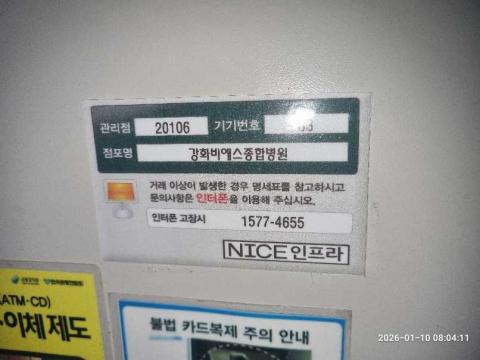 관리점 20106 기기번호
점포명 강화비에스종합병원
거래 이상이 발생한 경우 명세표를 참고하시고
문의사항은 인터폰을 이용해 주십시오.
인터폰 고장시 1577-4655
NICE인프라
(ATM·CD)
이체 제도
불법 카드복제 주의 안내
2026-01-10 08:04:11